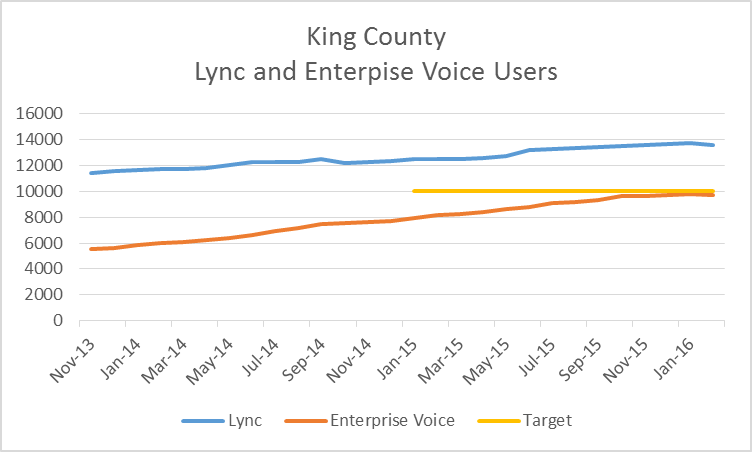 King County
Lync and Enterpise Voice Users
16000
14000
12000
10000
8000
6000
4000
2000
0
Nov-13 Jan-14 Mar-14 May-14 Jul-14 Sep-14 Nov-14 Jan-15 Mar-15 May-15 Jul-15 Sep-15 Nov-15 Jan-16
Lync Enterprise Voice Target